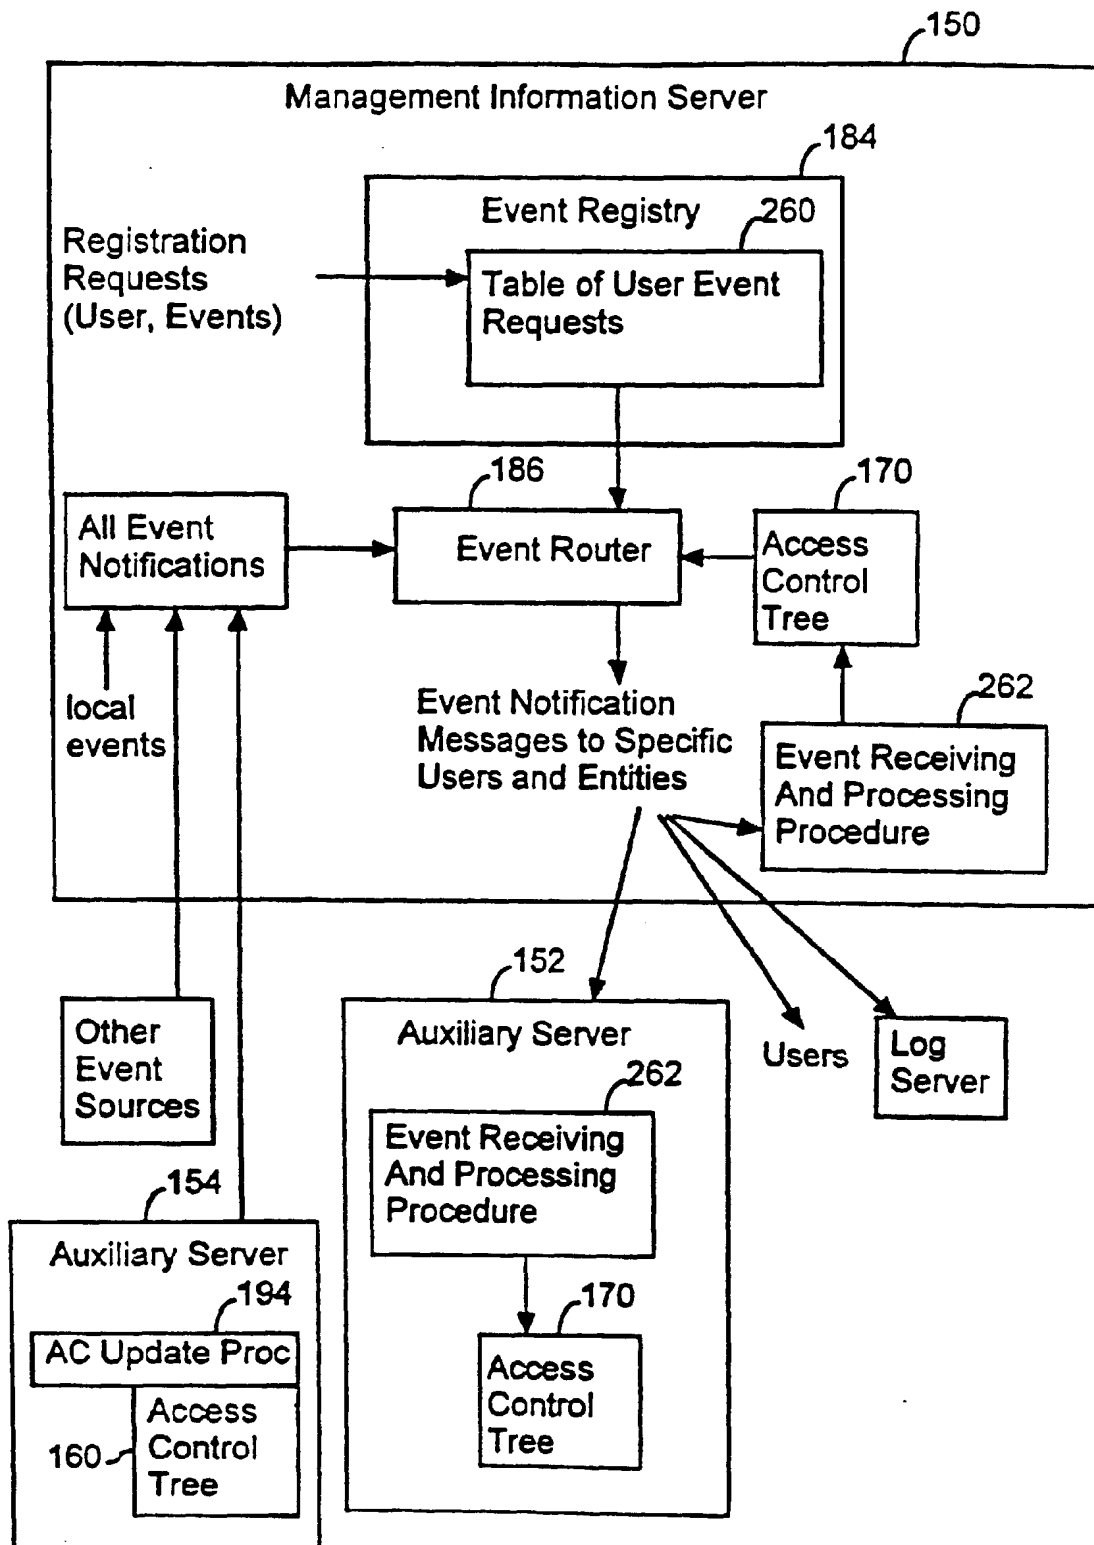 150
Management Information Server
184
Event Registry
260
Registration
Requests
(User, Events)
Table of User Event
Requests
186
170
All Event
Notifications
Event Router
Access
Control
Tree
local
events
Event Notification
Messages to Specific
Users and Entities
262
Event Receiving
And Processing
Procedure
152
Other
Event
Sources
Auxiliary Server
Users
Log
Server
262
Event Receiving
And Processing
Procedure
154
Auxiliary Server
194
AC Update Proc
170
Access
Control
Tree
160
Access
Control
Tree